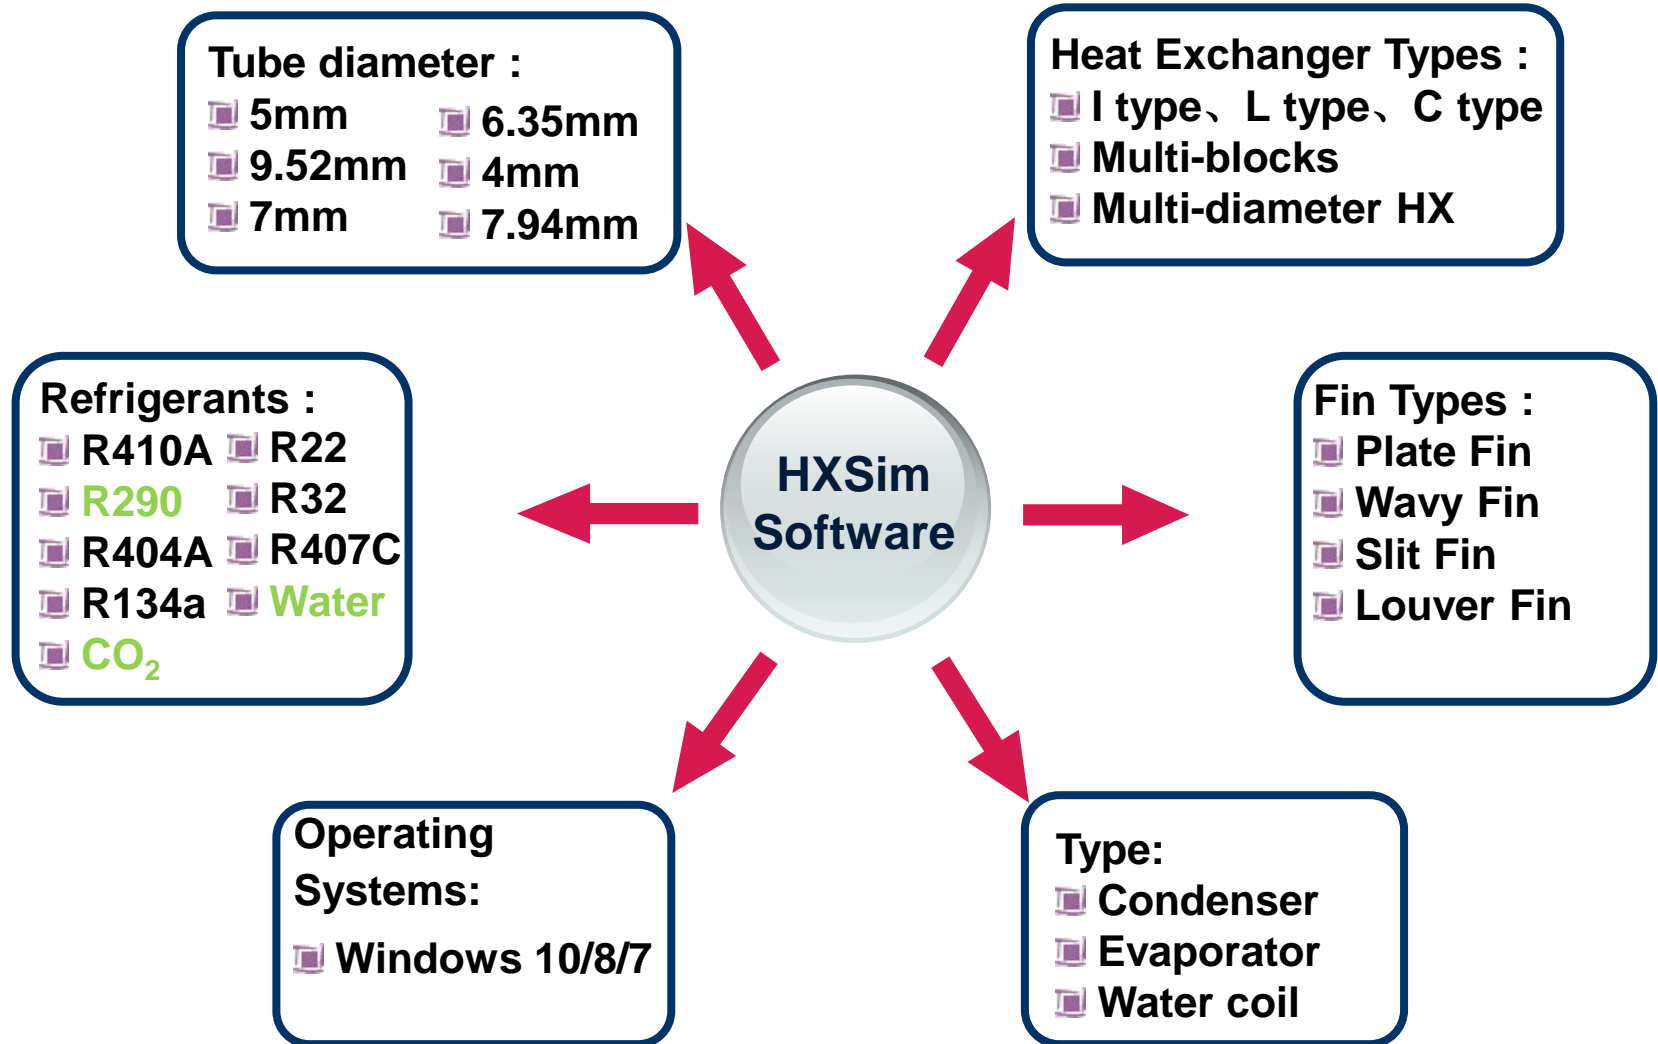 Tube diameter :
5mm
6.35mm
9.52mm
4mm
7mm
7.94mm
Heat Exchanger Types :
I type、L type、C type
Multi-blocks
Multi-diameter HX
Refrigerants :
R410A
R22
R290
R32
R404A
R407C
R134a
Water
CO₂
HXSim
Software
Fin Types :
Plate Fin
Wavy Fin
Slit Fin
Louver Fin
Operating
Systems:
Windows 10/8/7
Type:
Condenser
Evaporator
Water coil